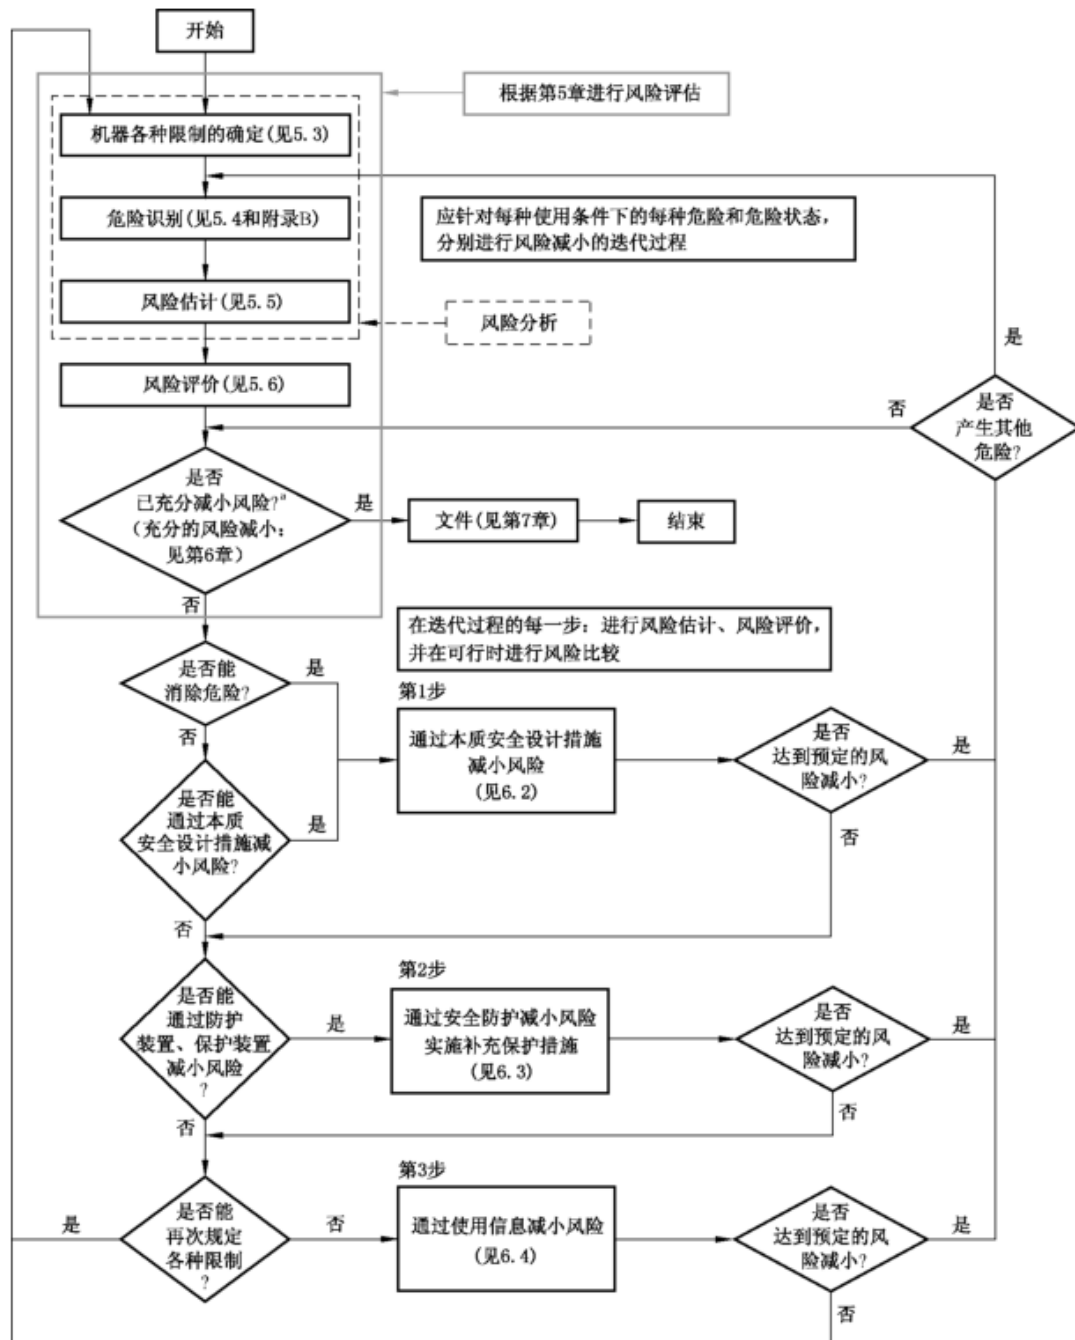 开始
根据第5章进行风险评估
机器各种限制的确定(见5.3)
危险识别(见5.4和附录B)
应针对每种使用条件下的每种危险和危险状态，
分别进行风险减小的迭代过程
风险估计(见5.5)
风险分析
是
风险评价(见5.6)
否
是否
产生其他
危险?
是否
已充分减小风险?a
(充分的风险减小:
见第6章)
是
文件(见第7章)
结束
否
在迭代过程的每一步: 进行风险估计、风险评价，
并在可行时进行风险比较
是否能
消除危险?
是
第1步
否
通过本质安全设计措施
减小风险
(见6.2)
是否
达到预定的风
险减小?
是
是否能
通过本质
安全设计措施减
小风险?
是
否
否
第2步
是否能
通过防护
装置、保护装置
减小风险
?
是
通过安全防护减小风险
实施补充保护措施
(见6.3)
是否
达到预定的风
险减小?
是
否
否
第3步
是
是否能
再次规定
各种限制
?
否
通过使用信息减小风险
(见6.4)
是否
达到预定的风
险减小?
是
否